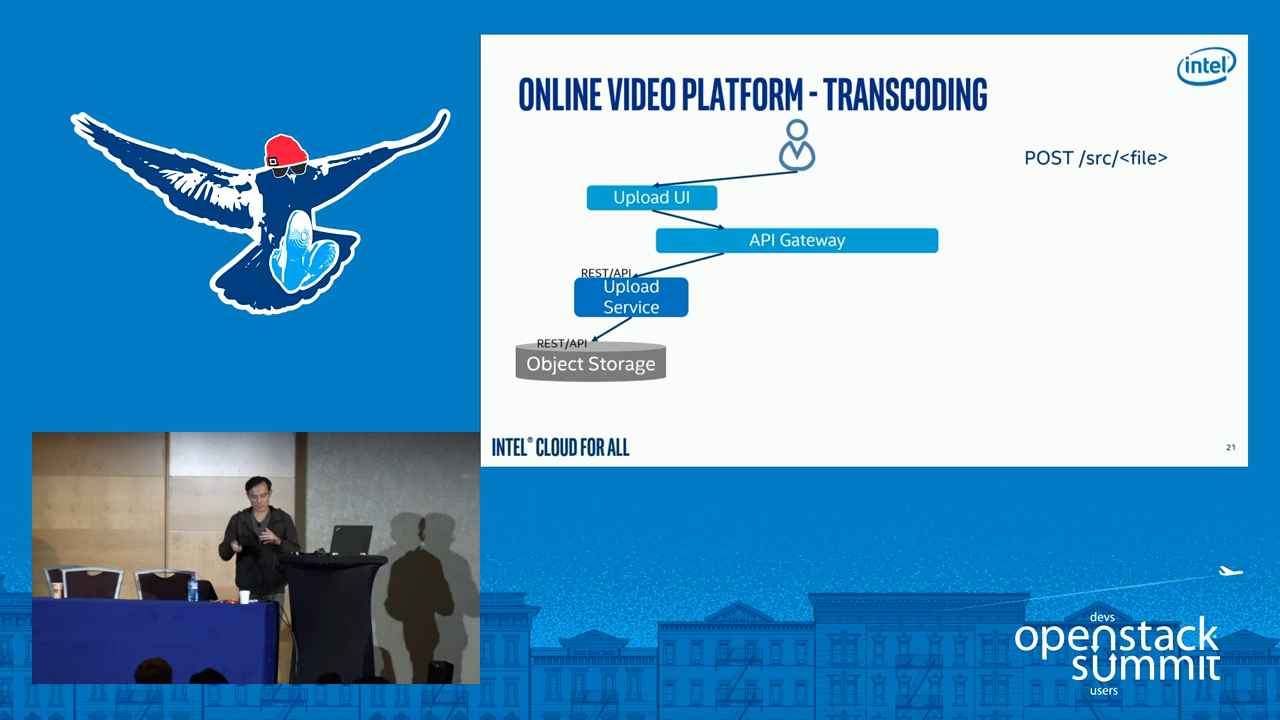 ONLINE VIDEO PLATFORM - TRANSCODING
intel
POST /src/<file>
Upload UI
API Gateway
REST/API
Upload
Service
REST/API
Object Storage
INTEL® CLOUD FOR ALL
21
devs
openstack
summit
users